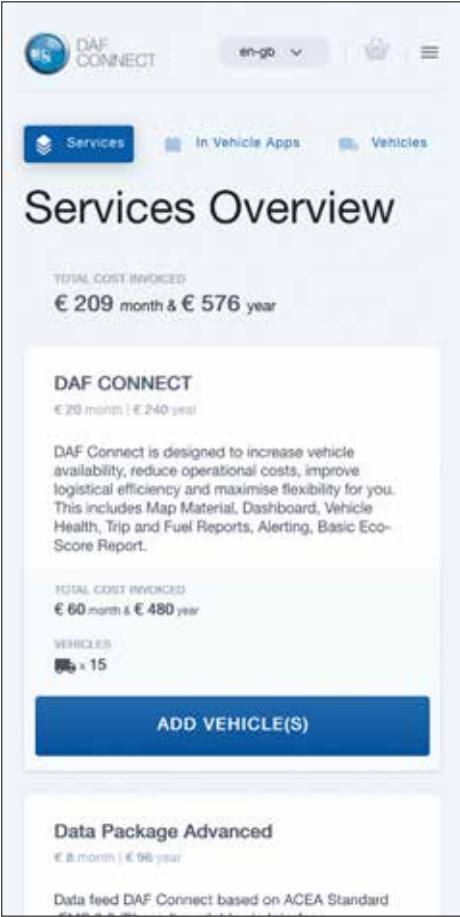 DAF
CONNECT
en-gb
Services
In Vehicle Apps
Vehicles
Services Overview
TOTAL COST INVOICED
€ 209 month & € 576 year
DAF CONNECT
€ 20 month | € 240 year
DAF Connect is designed to increase vehicle
availability, reduce operational costs, improve
logistical efficiency and maximise flexibility for you.
This includes Map Material, Dashboard, Vehicle
Health, Trip and Fuel Reports, Alerting, Basic Eco-
Score Report.
TOTAL COST INVOICED
€ 60 month & € 480 year
VEHICLES
x 15
ADD VEHICLE(S)
Data Package Advanced
€ 8 month | € 96 year
Data feed DAF Connect based on ACEA Standard